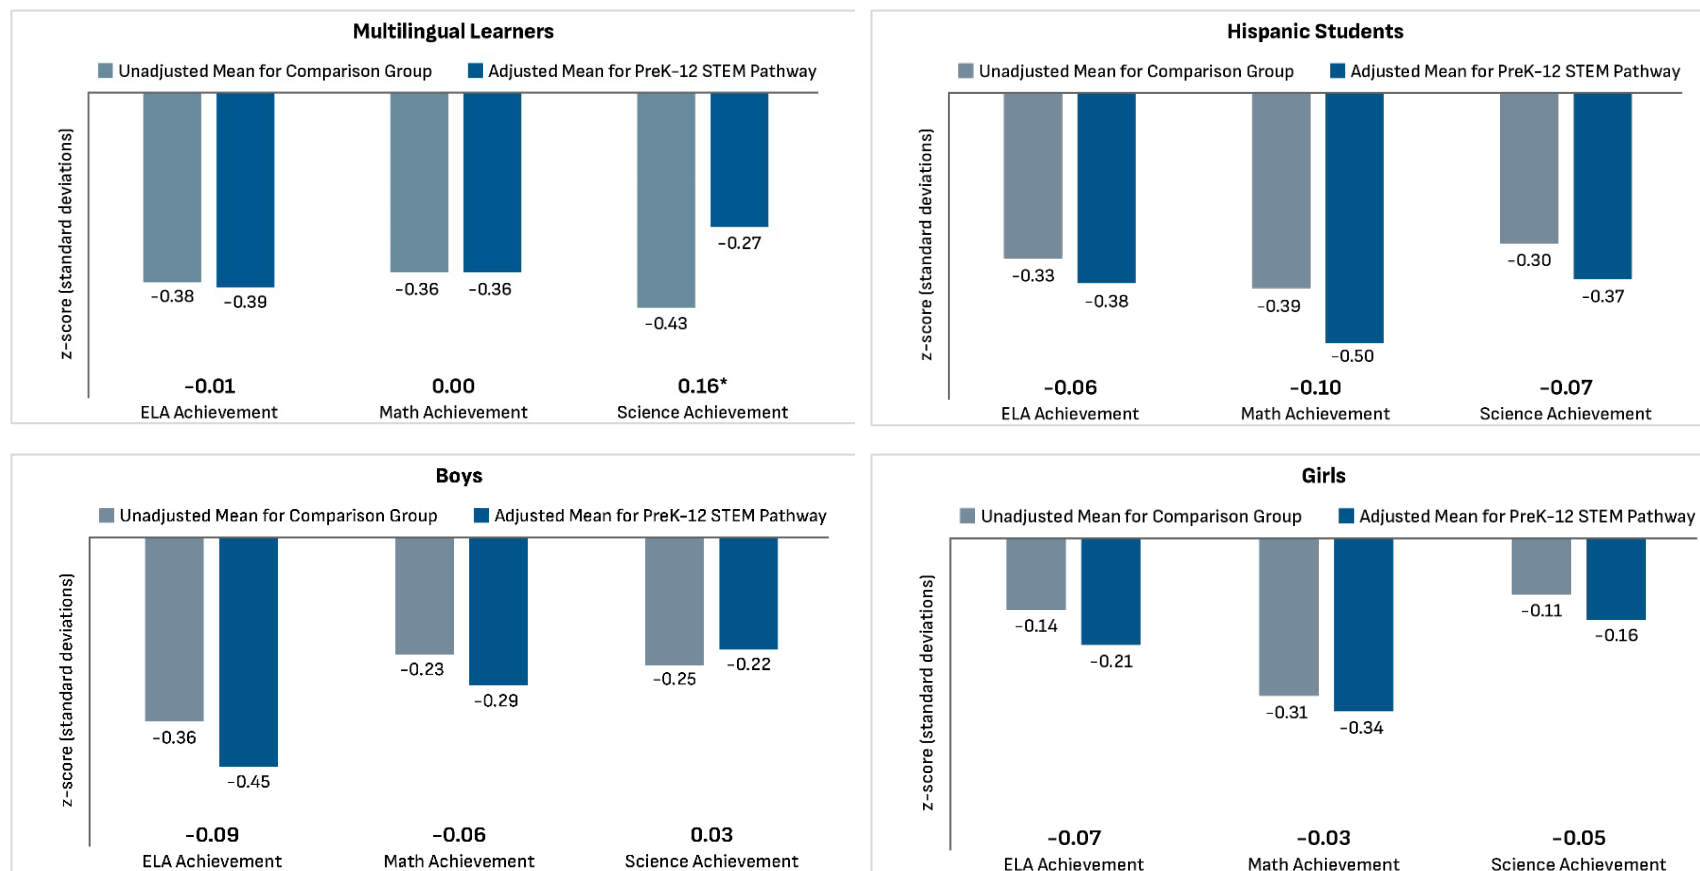 Multilingual Learners
Unadjusted Mean for Comparison Group
Adjusted Mean for PreK-12 STEM Pathway
z-score (standard deviations)
-0.38
-0.39
-0.36
-0.36
-0.43
-0.27
-0.01
0.00
0.16*
ELA Achievement
Math Achievement
Science Achievement
Hispanic Students
Unadjusted Mean for Comparison Group
Adjusted Mean for PreK-12 STEM Pathway
z-score (standard deviations)
-0.33
-0.38
-0.39
-0.50
-0.30
-0.37
-0.06
-0.10
-0.07
ELA Achievement
Math Achievement
Science Achievement
Boys
Unadjusted Mean for Comparison Group
Adjusted Mean for PreK-12 STEM Pathway
z-score (standard deviations)
-0.36
-0.45
-0.23
-0.29
-0.25
-0.22
-0.09
-0.06
0.03
ELA Achievement
Math Achievement
Science Achievement
Girls
Unadjusted Mean for Comparison Group
Adjusted Mean for PreK-12 STEM Pathway
z-score (standard deviations)
-0.14
-0.21
-0.31
-0.34
-0.11
-0.16
-0.07
-0.03
-0.05
ELA Achievement
Math Achievement
Science Achievement